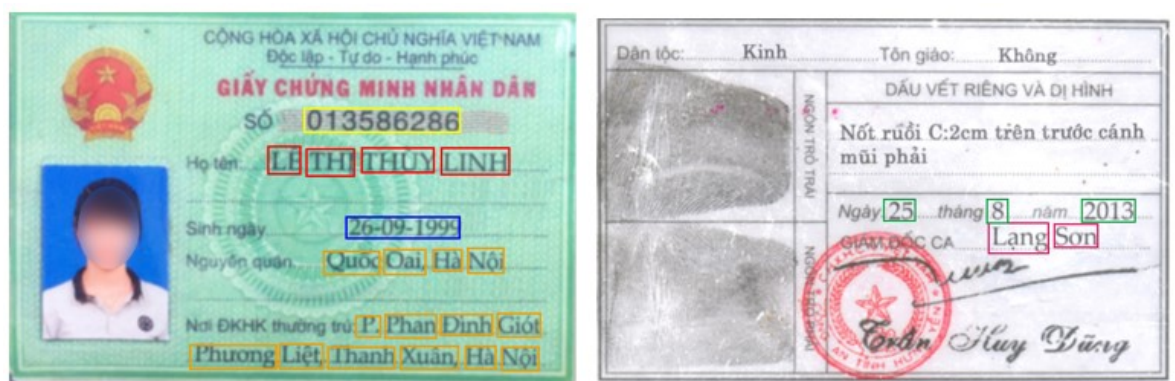 CỘNG HÒA XÃ HỘI CHỦ NGHĨA VIỆT NAM
Độc lập - Tự do - Hạnh phúc
GIẤY CHỨNG MINH NHÂN DÂN
SỐ 013586286
Họ tên LÊ THỊ THÙY LINH
Sinh ngày 26-09-1999
Nguyên quán Quốc Oai, Hà Nội
Nơi ĐKHK thường trú: P. Phan Đình Giót
Phương Liệt, Thanh Xuân, Hà Nội
Dân tộc: Kinh Tôn giáo: Không
NGÓN TRỎ TRÁI
NGÓN TRỎ PHẢI
DẤU VẾT RIÊNG VÀ DỊ HÌNH
Nốt ruồi C:2cm trên trước cánh
mũi phải
Ngày 25 tháng 8 năm 2013
GIÁM ĐỐC CA Lạng Sơn
Trần Huy Dũng